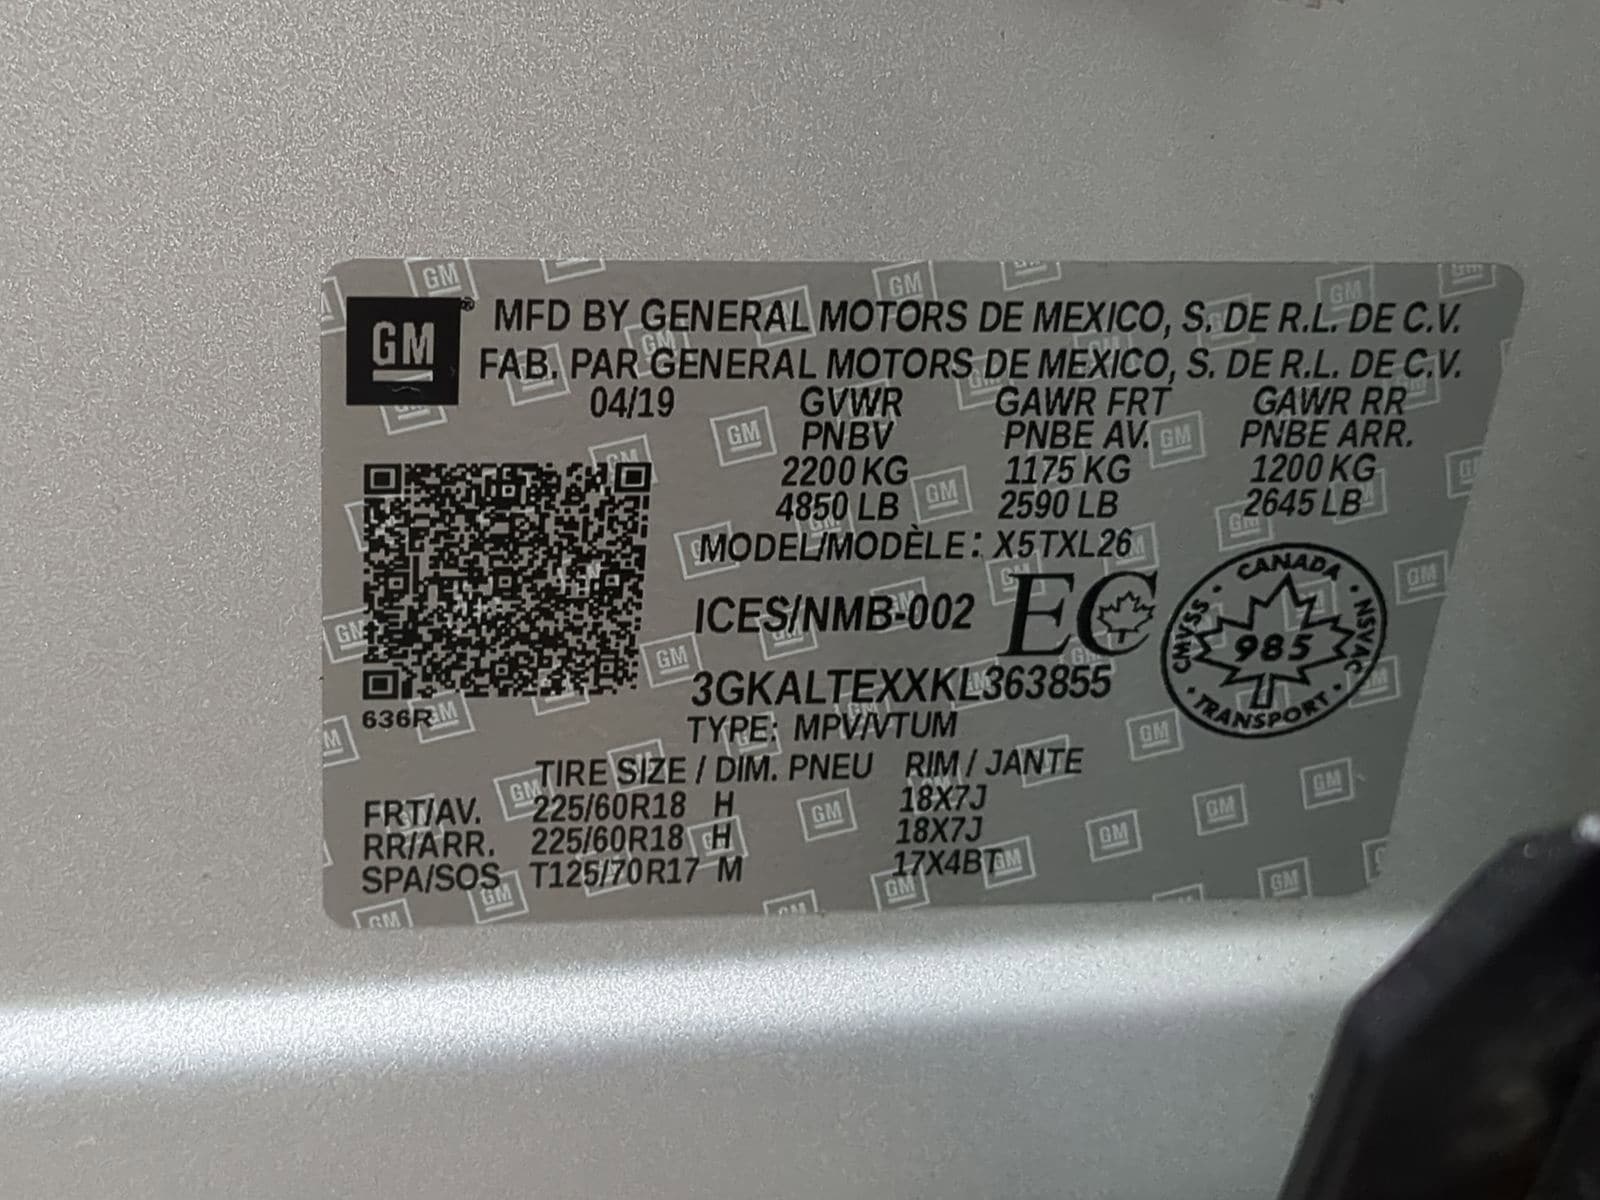 GM®
MFD BY GENERAL MOTORS DE MEXICO, S. DE R.L. DE C.V.
FAB. PAR GENERAL MOTORS DE MEXICO, S. DE R.L. DE C.V.
04/19 GVWR GAWR FRT GAWR RR
PNBV PNBE AV. PNBE ARR.
2200 KG 1175 KG 1200 KG
4850 LB 2590 LB 2645 LB
MODEL/MODÈLE: X5TXL26
ICES/NMB-002 EC
CANADA
CMVSS 985 NSVAC
TRANSPORT
3GKALTEXXKL363855
636R
TYPE: MPV/VTUM
TIRE SIZE / DIM. PNEU RIM / JANTE
FRT/AV. 225/60R18 H 18X7J
RR/ARR. 225/60R18 H 18X7J
SPA/SOS T125/70R17 M 17X4BT